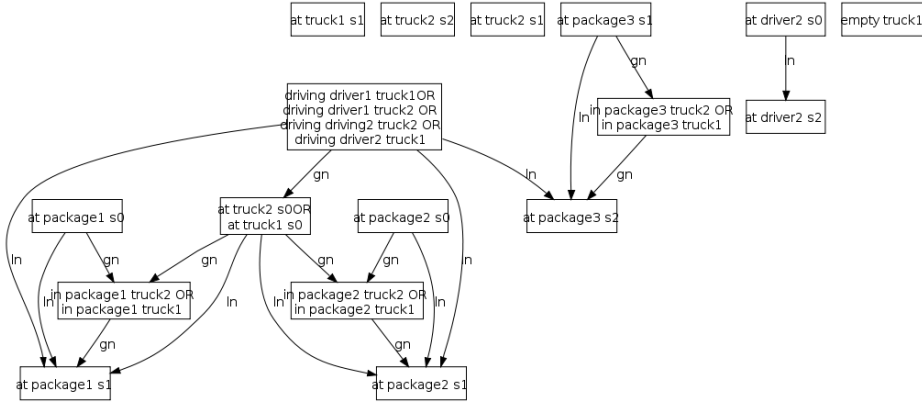 at truck1 s1
at truck2 s2
at truck2 s1
at package3 s1
at driver2 s0
empty truck1
ln
gn
driving driver1 truck1OR
driving driver1 truck2 OR
driving driving2 truck2 OR
driving driver2 truck1
ln
in package3 truck2 OR
in package3 truck1
at driver2 s2
gn
ln
gn
at package1 s0
at truck2 s0OR
at truck1 s0
at package2 s0
at package3 s2
ln
gn
gn
gn
gn
ln
ln
in package1 truck2 OR
in package1 truck1
ln
ln
in package2 truck2 OR
in package2 truck1
ln
gn
gn
at package1 s1
at package2 s1